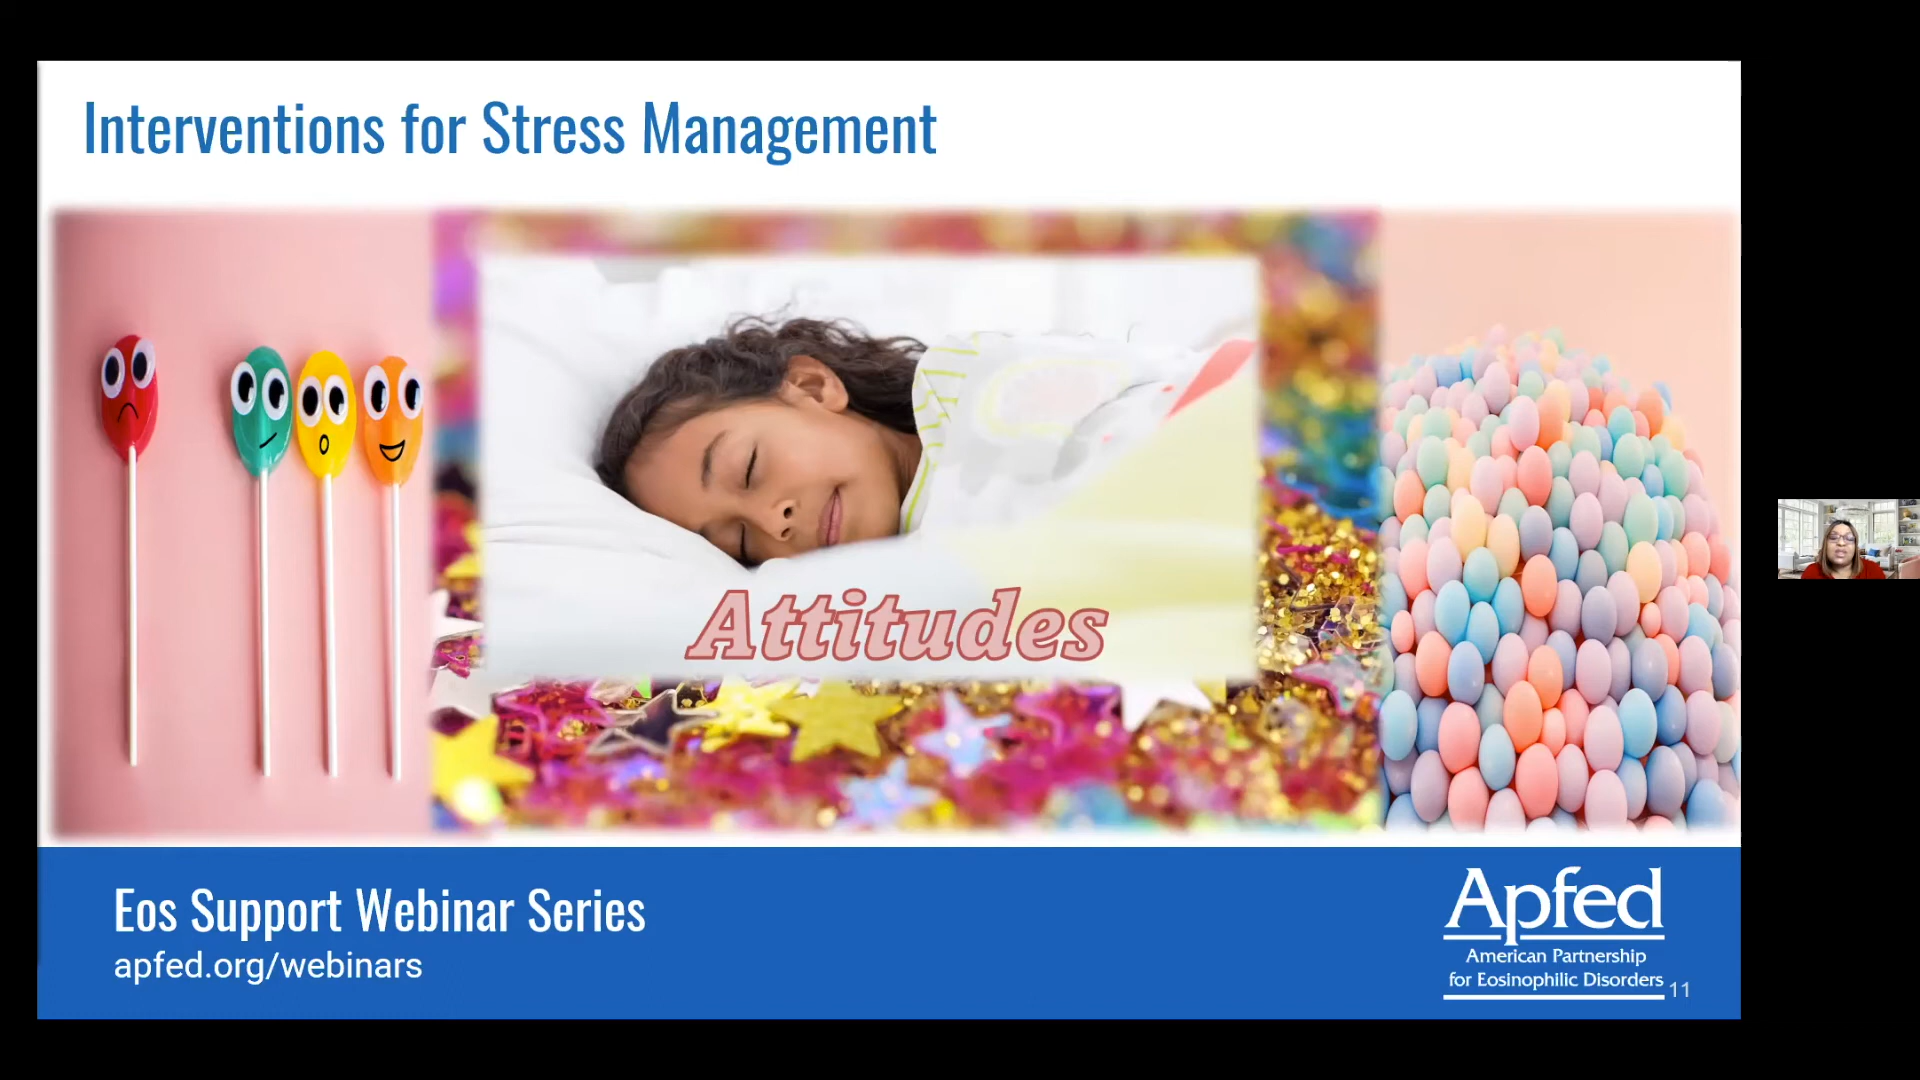 Interventions for Stress Management
Attitudes
Eos Support Webinar Series
apfed.org/webinars
Apfed
American Partnership
for Eosinophilic Disorders
11